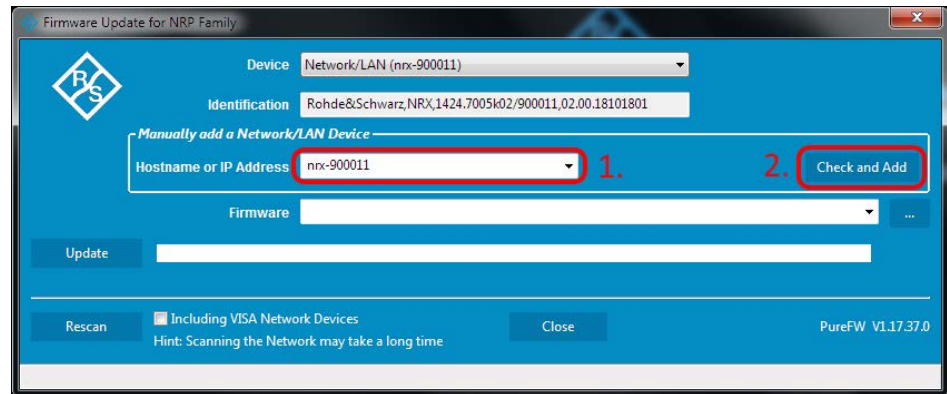 Firmware Update for NRP Family
R&S
Device Network/LAN (nrx-900011)
Identification Rohde&Schwarz,NRX,1424.7005k02/900011,02.00.18101801
Manually add a Network/LAN Device
Hostname or IP Address nrx-900011 1. 2. Check and Add
Firmware ...
Update
Rescan Including VISA Network Devices Close PureFW V1.17.37.0
Hint: Scanning the Network may take a long time